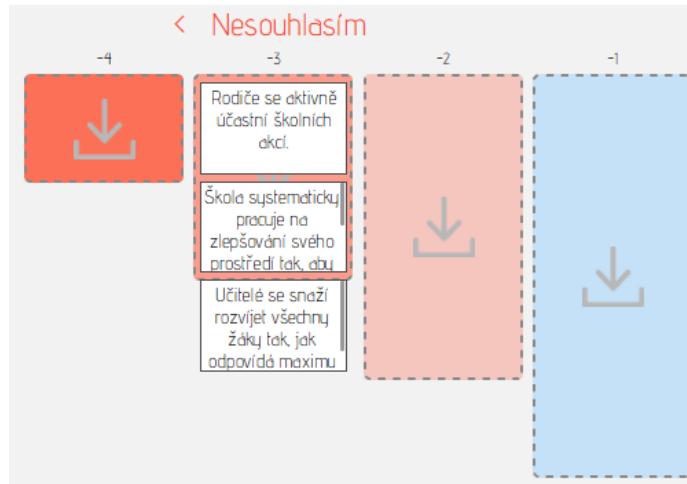 < Nesouhlasím
-4 -3 -2 -1
Rodiče se aktivně
účastní školních
akcí.
Škola systematicky
pracuje na
zlepšování svého
prostředí tak, aby
Učitelé se snaží
rozvíjet všechny
žáky tak, jak
odpovídá maximu